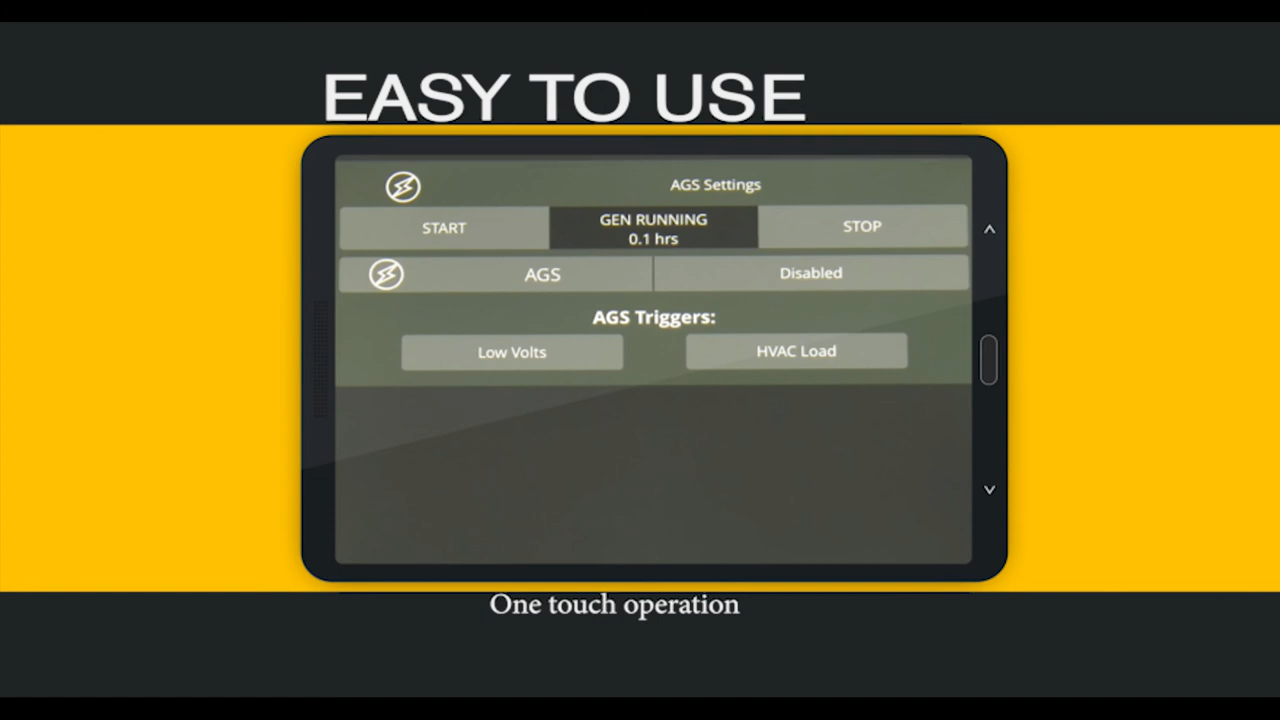 EASY TO USE
AGS Settings
START
GEN RUNNING
0.1 hrs
STOP
AGS
Disabled
AGS Triggers:
Low Volts
HVAC Load
One touch operation